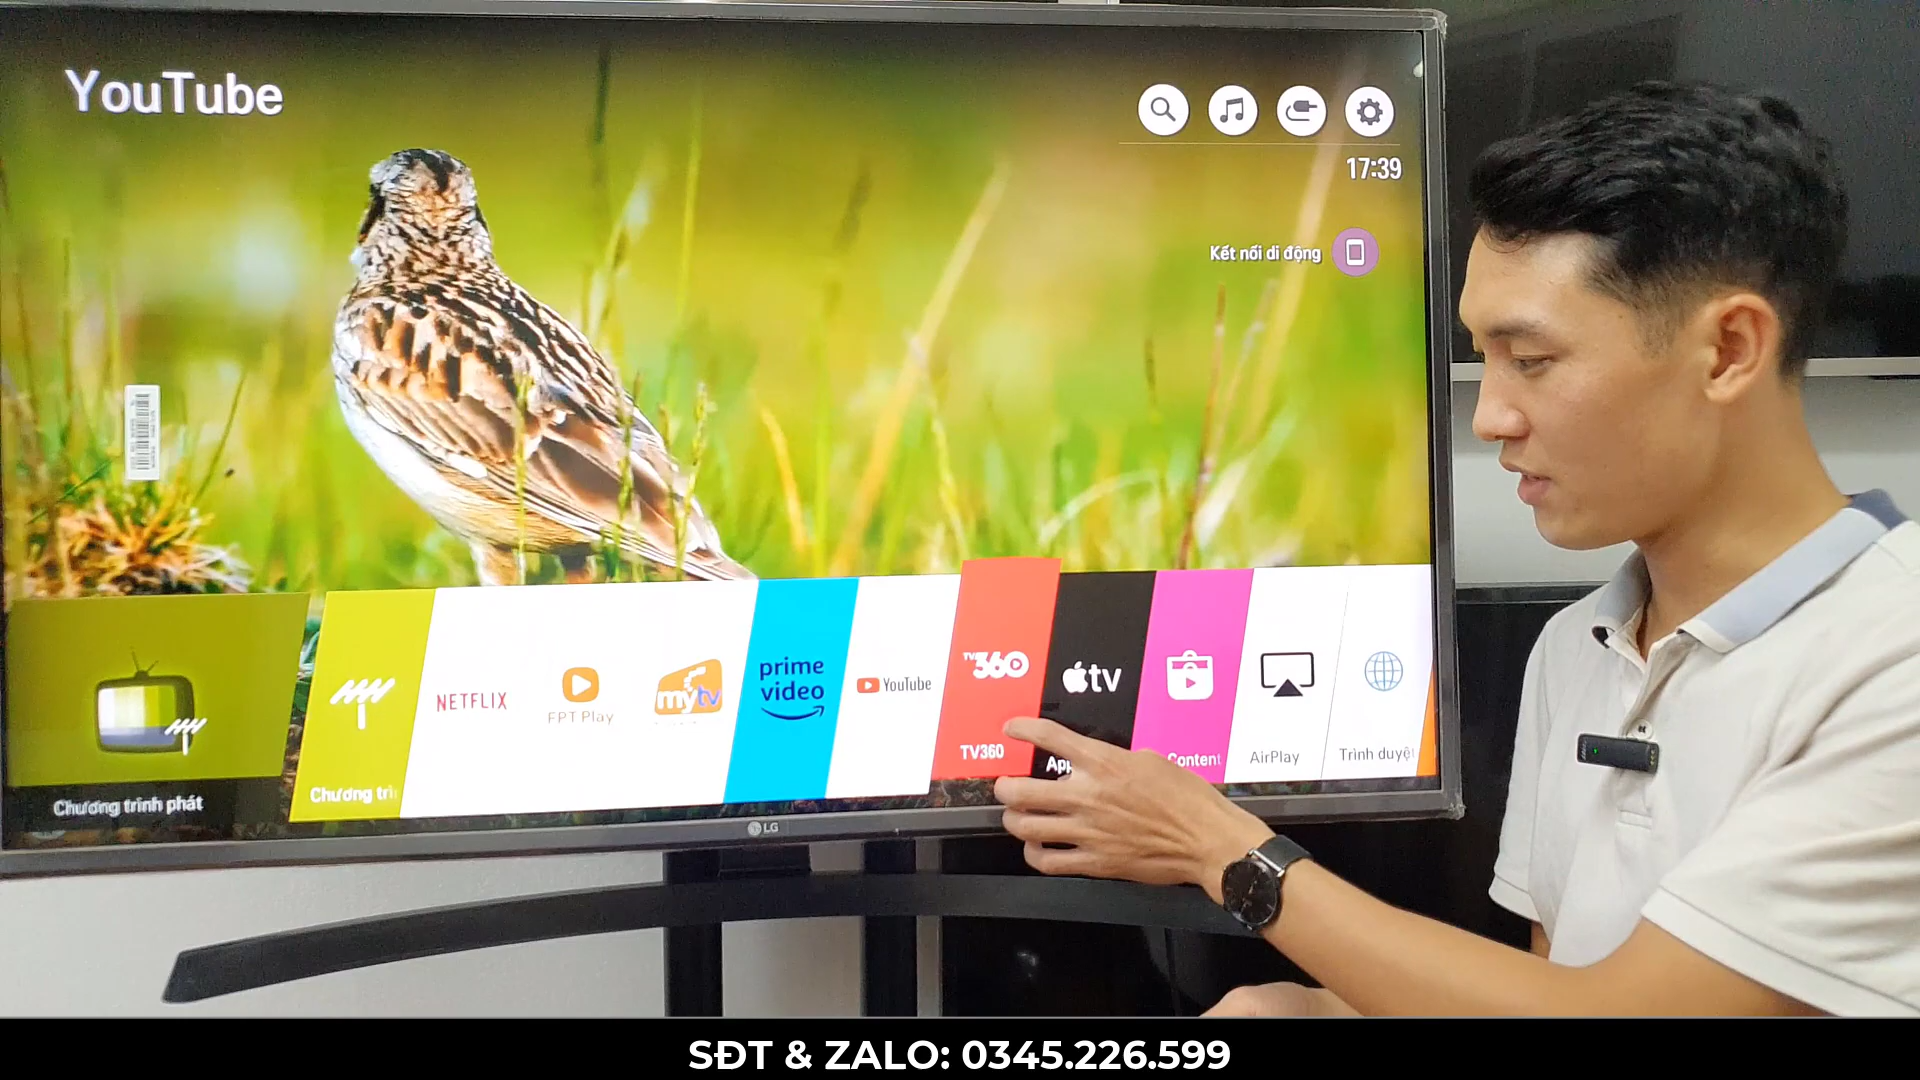 YouTube
17:39
Kết nối di động
NETFLIX
FPT Play
mytv
prime video
YouTube
TV360
tv
Chương trình phát
Chương trì
TV360
App
Content
AirPlay
Trình duyệt
LG
SĐT & ZALO: 0345.226.599